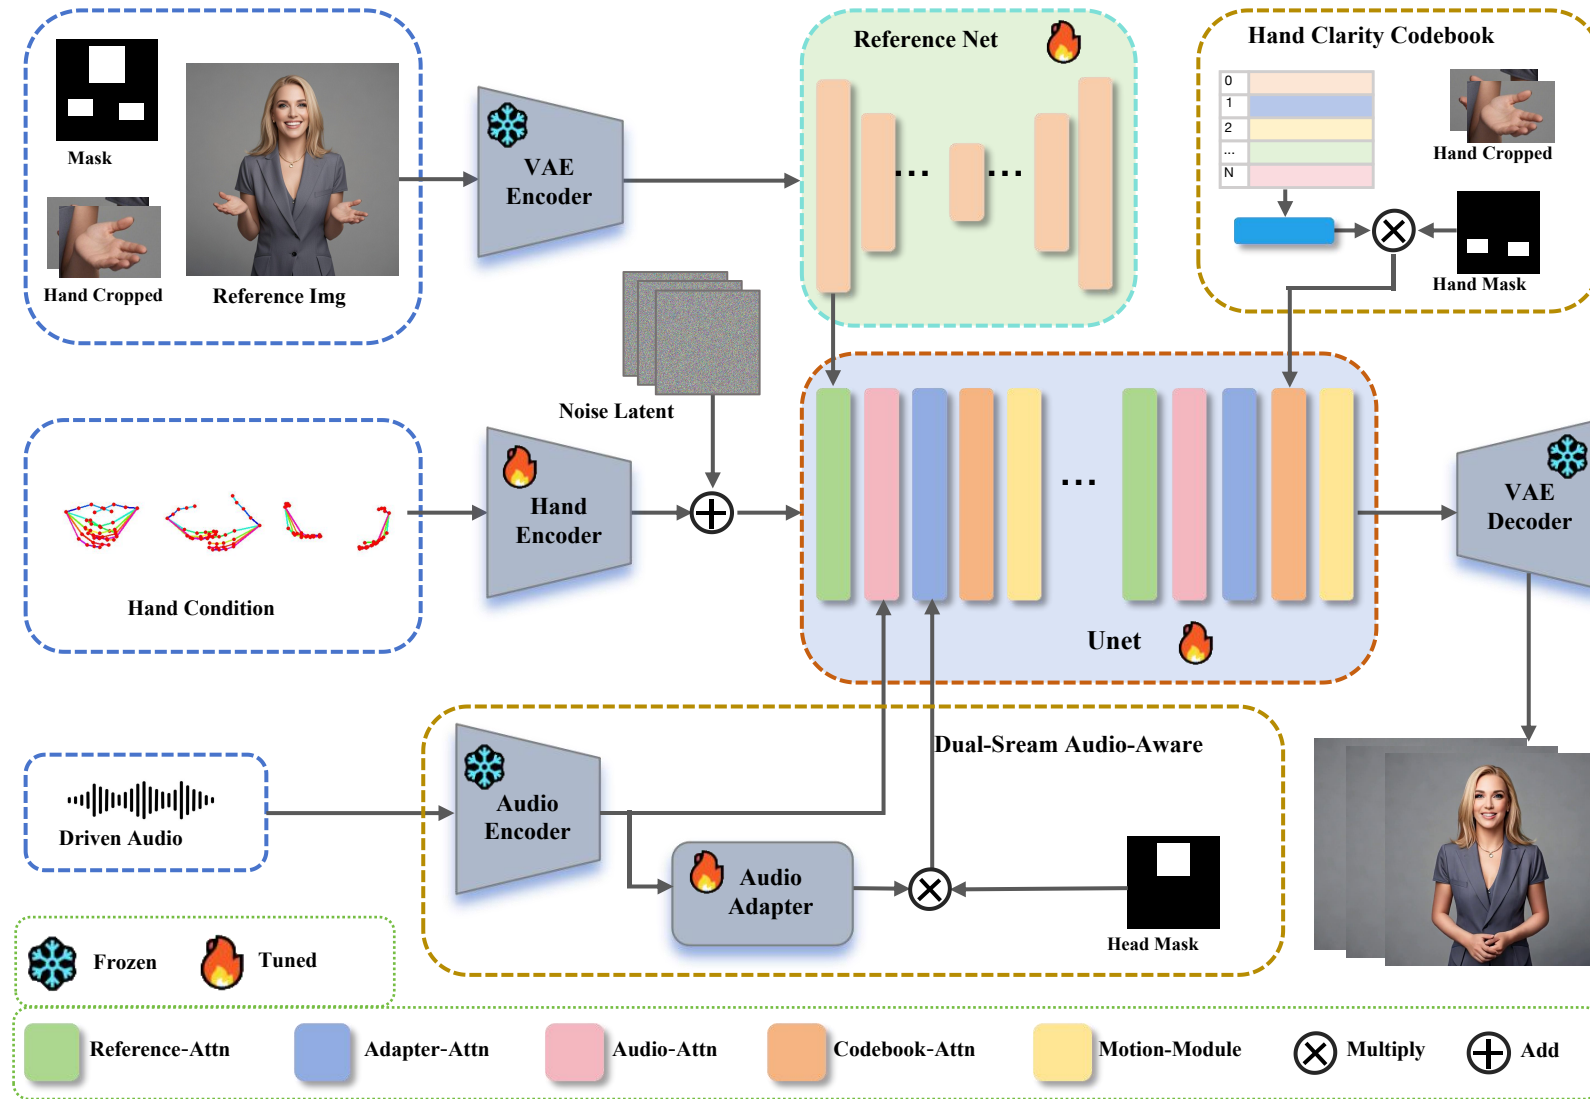 Mask
Hand Cropped
Reference Img
VAE
Encoder
Reference Net
...
...
Hand Clarity Codebook
0
1
2
...
N
Hand Cropped
Hand Mask
Noise Latent
Hand Condition
Hand
Encoder
...
Unet
VAE
Decoder
Driven Audio
Dual-Sream Audio-Aware
Audio
Encoder
Audio
Adapter
Head Mask
Frozen
Tuned
Reference-Attn
Adapter-Attn
Audio-Attn
Codebook-Attn
Motion-Module
Multiply
Add